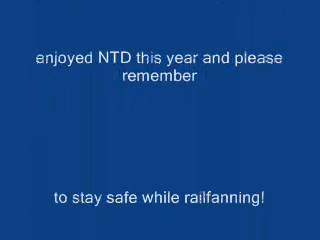 enjoyed NTD this year and please
remember
to stay safe while railfanning!